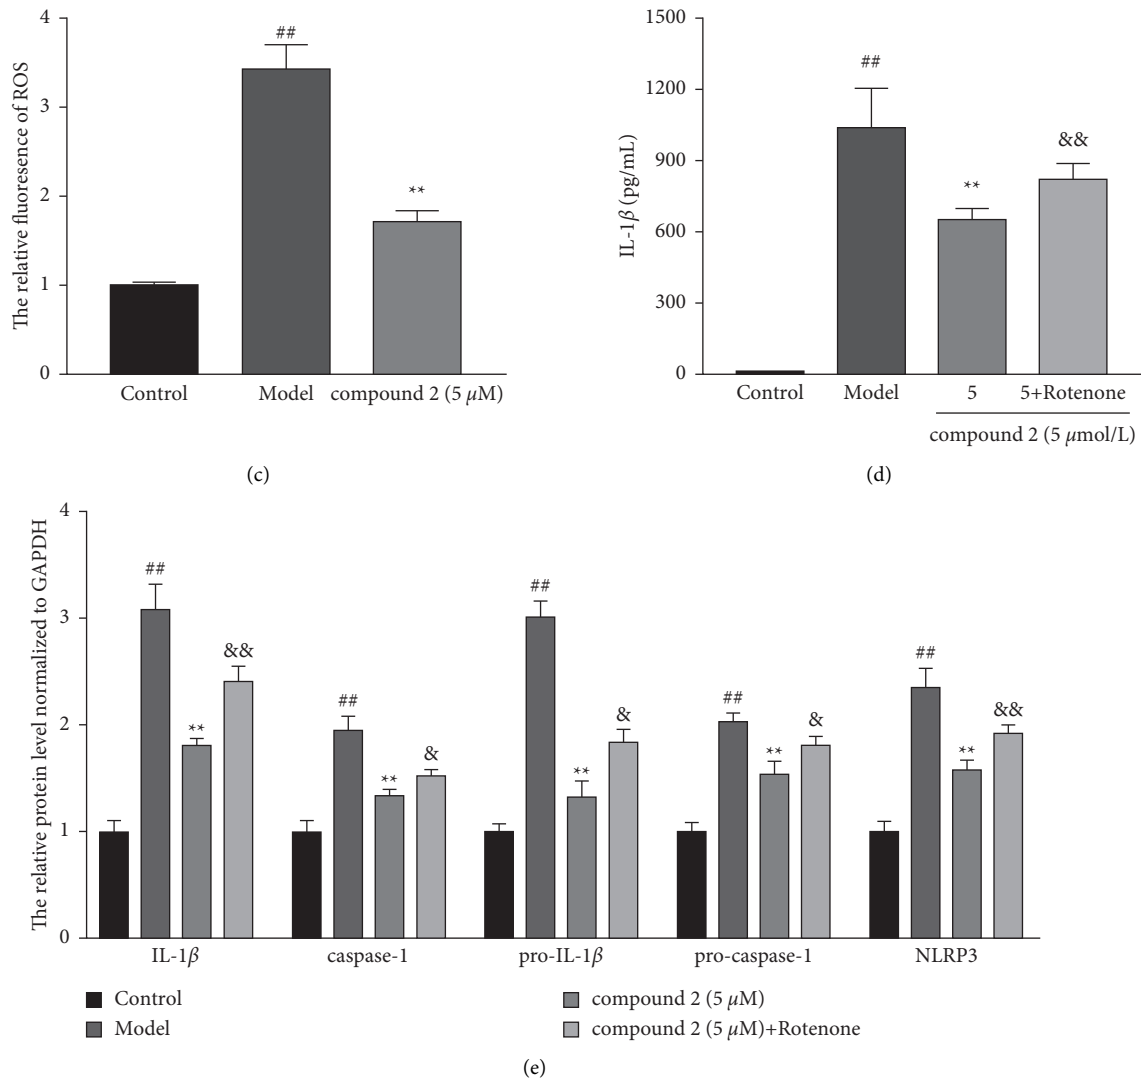 The relative fluoresence of ROS
4
3
2
1
0
##
**
Control
Model
compound 2 (5 μM)
(c)
IL-1β (pg/mL)
1500
1200
900
600
300
0
##
**
&&
Control
Model
5
5+Rotenone
compound 2 (5 μmol/L)
(d)
The relative protein level normalized to GAPDH
4
3
2
1
0
##
**
&&
##
**
&
##
**
&
##
**
&
##
**
&&
IL-1β
caspase-1
pro-IL-1β
pro-caspase-1
NLRP3
Control
Model
compound 2 (5 μM)
compound 2 (5 μM)+Rotenone
(e)